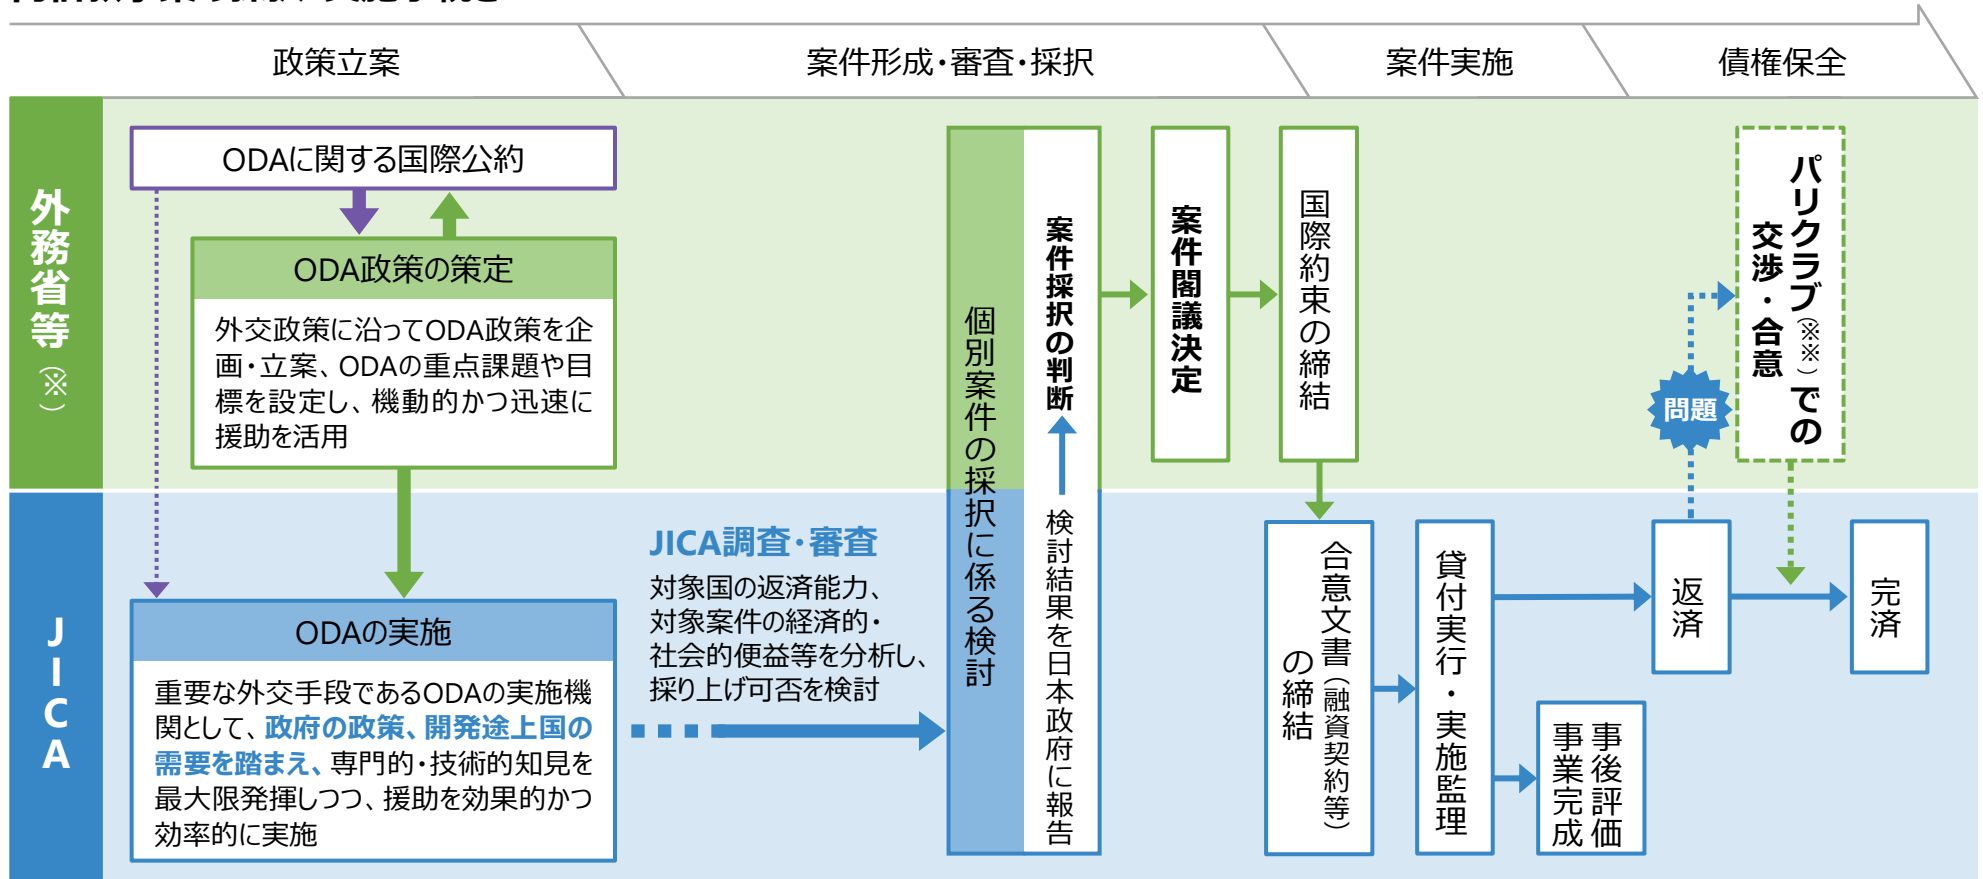 政策立案
案件形成・審査・採択
案件実施
債権保全
外務省等(※)
ODAに関する国際公約
ODA政策の策定
外交政策に沿ってODA政策を企
画・立案、ODAの重点課題や目
標を設定し、機動的かつ迅速に
援助を活用
個別案件の採択に係る検討
案件採択の判断
検討結果を日本政府に報告
案件閣議決定
国際約束の締結
パリクラブ(※※)での
交渉・合意
問題
JICA
ODAの実施
重要な外交手段であるODAの実施機
関として、政府の政策、開発途上国の
需要を踏まえ、専門的・技術的知見を
最大限発揮しつつ、援助を効果的かつ
効率的に実施
JICA調査・審査
対象国の返済能力、
対象案件の経済的・
社会的便益等を分析し、
採り上げ可否を検討
合意文書(融資契約等)
の締結
貸付実行・実施監理
事後評価
事業完成
返済
完済